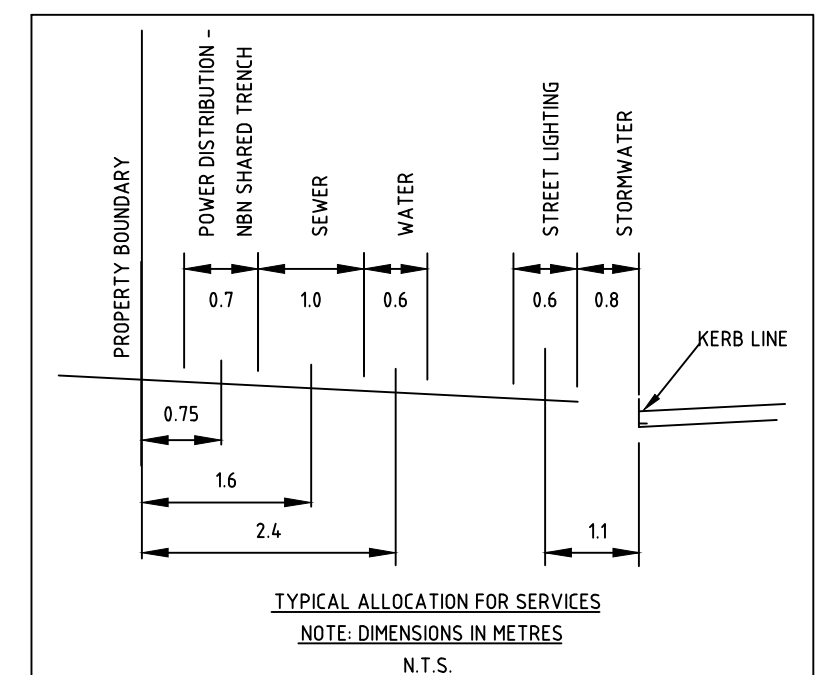 PROPERTY BOUNDARY
POWER DISTRIBUTION -
NBN SHARED TRENCH
SEWER
WATER
STREET LIGHTING
STORMWATER
0.7
1.0
0.6
0.6
0.8
KERB LINE
0.75
1.6
2.4
1.1
TYPICAL ALLOCATION FOR SERVICES
NOTE: DIMENSIONS IN METRES
N.T.S.